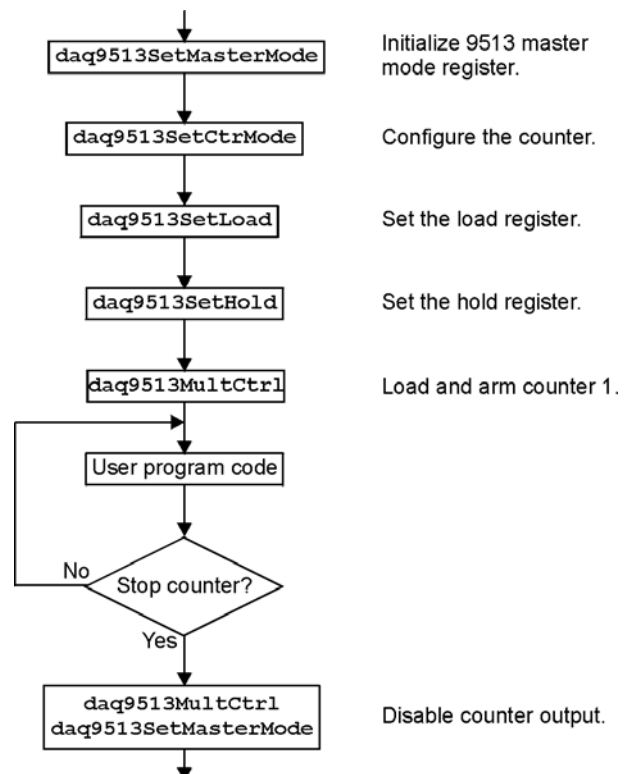 daq9513SetMasterMode
Initialize 9513 master
mode register.
daq9513SetCtrMode
Configure the counter.
daq9513SetLoad
Set the load register.
daq9513SetHold
Set the hold register.
daq9513MultCtrl
Load and arm counter 1.
User program code
No
Stop counter?
Yes
daq9513MultCtrl
daq9513SetMasterMode
Disable counter output.